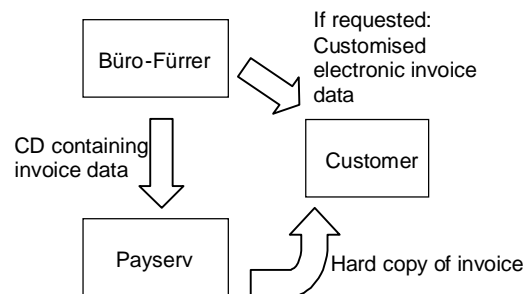 If requested:
Customised
electronic invoice
data
Büro-Fürrer
CD containing
invoice data
Customer
Payserv
Hard copy of invoice